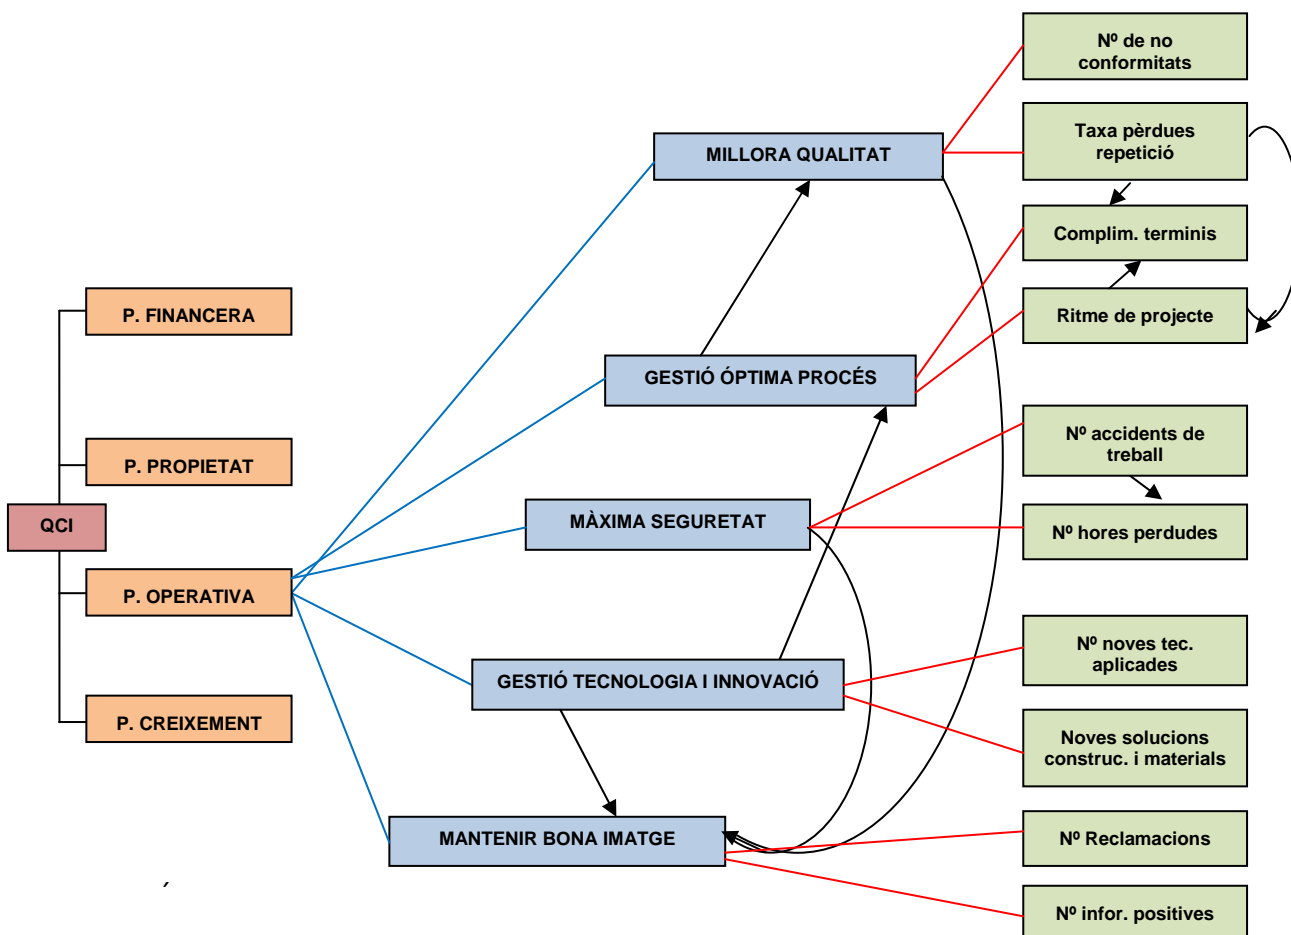 QCI
P. FINANCERA
P. PROPIETAT
P. OPERATIVA
P. CREIXEMENT
MILLORA QUALITAT
GESTIÓ ÓPTIMA PROCÉS
MÀXIMA SEGURETAT
GESTIÓ TECNOLOGIA I INNOVACIÓ
MANTENIR BONA IMATGE
Nº de no
conformitats
Taxa pèrdues
repetició
Complim. terminis
Ritme de projecte
Nº accidents de
treball
Nº hores perdudes
Nº noves tec.
aplicades
Noves solucions
construc. i materials
Nº Reclamacions
Nº infor. positives